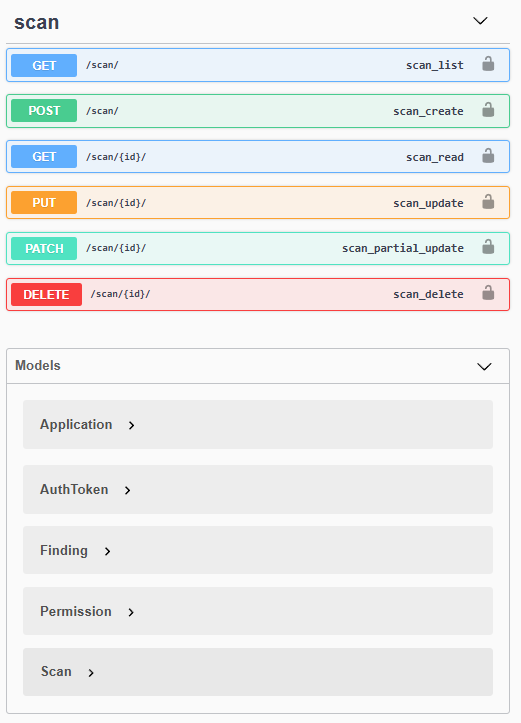 scan
GET /scan/ scan_list
POST /scan/ scan_create
GET /scan/{id}/ scan_read
PUT /scan/{id}/ scan_update
PATCH /scan/{id}/ scan_partial_update
DELETE /scan/{id}/ scan_delete
Models
Application
AuthToken
Finding
Permission
Scan